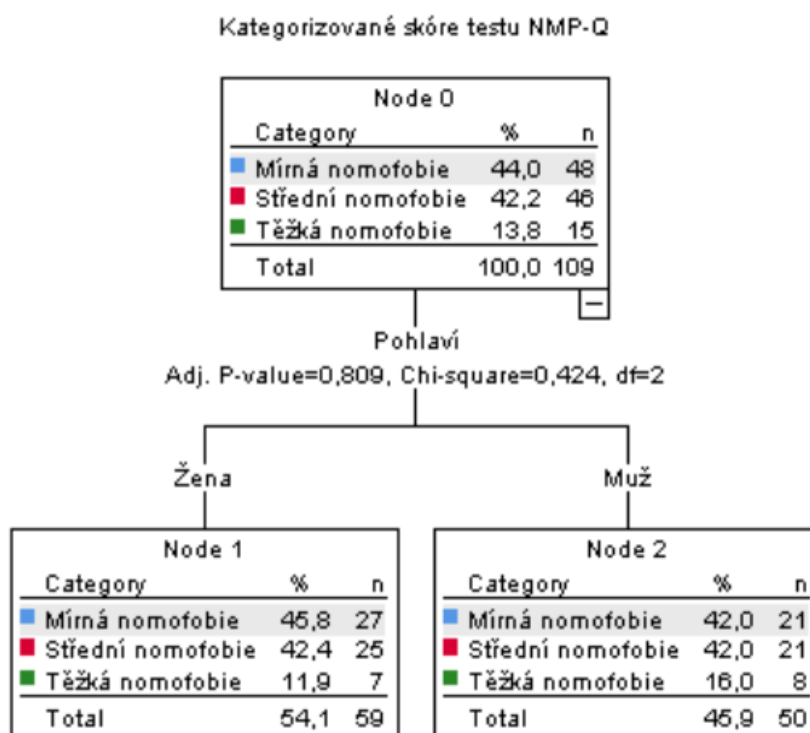 Kategorizované skóre testu NMP-Q
Node 0
Category % n
Mírná nomofobie 44,0 48
Střední nomofobie 42,2 46
Těžká nomofobie 13,8 15
Total 100,0 109
Pohlaví
Adj. P-value=0,809, Chi-square=0,424, df=2
Žena
Muž
Node 1
Category % n
Mírná nomofobie 45,8 27
Střední nomofobie 42,4 25
Těžká nomofobie 11,9 7
Total 54,1 59
Node 2
Category % n
Mírná nomofobie 42,0 21
Střední nomofobie 42,0 21
Těžká nomofobie 16,0 8
Total 45,9 50